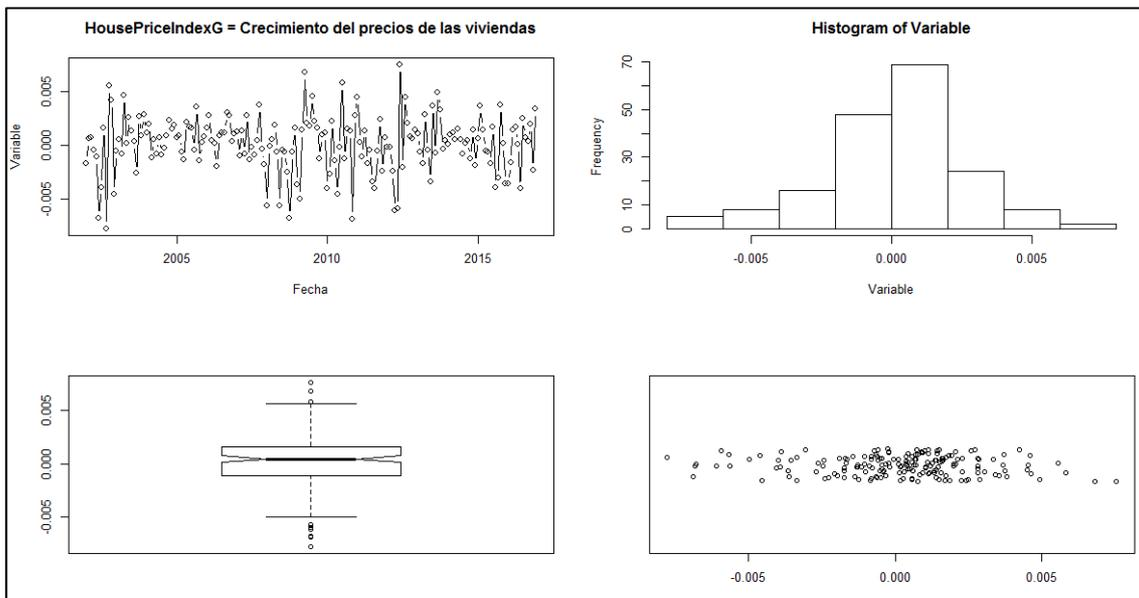 HousePriceIndexG = Crecimiento del precios de las viviendas
Variable
0.005
0.000
-0.005
2005 2010 2015
Fecha
Histogram of Variable
Frequency
70
50
30
10
0
-0.005 0.000 0.005
Variable
0.005
0.000
-0.005
-0.005 0.000 0.005